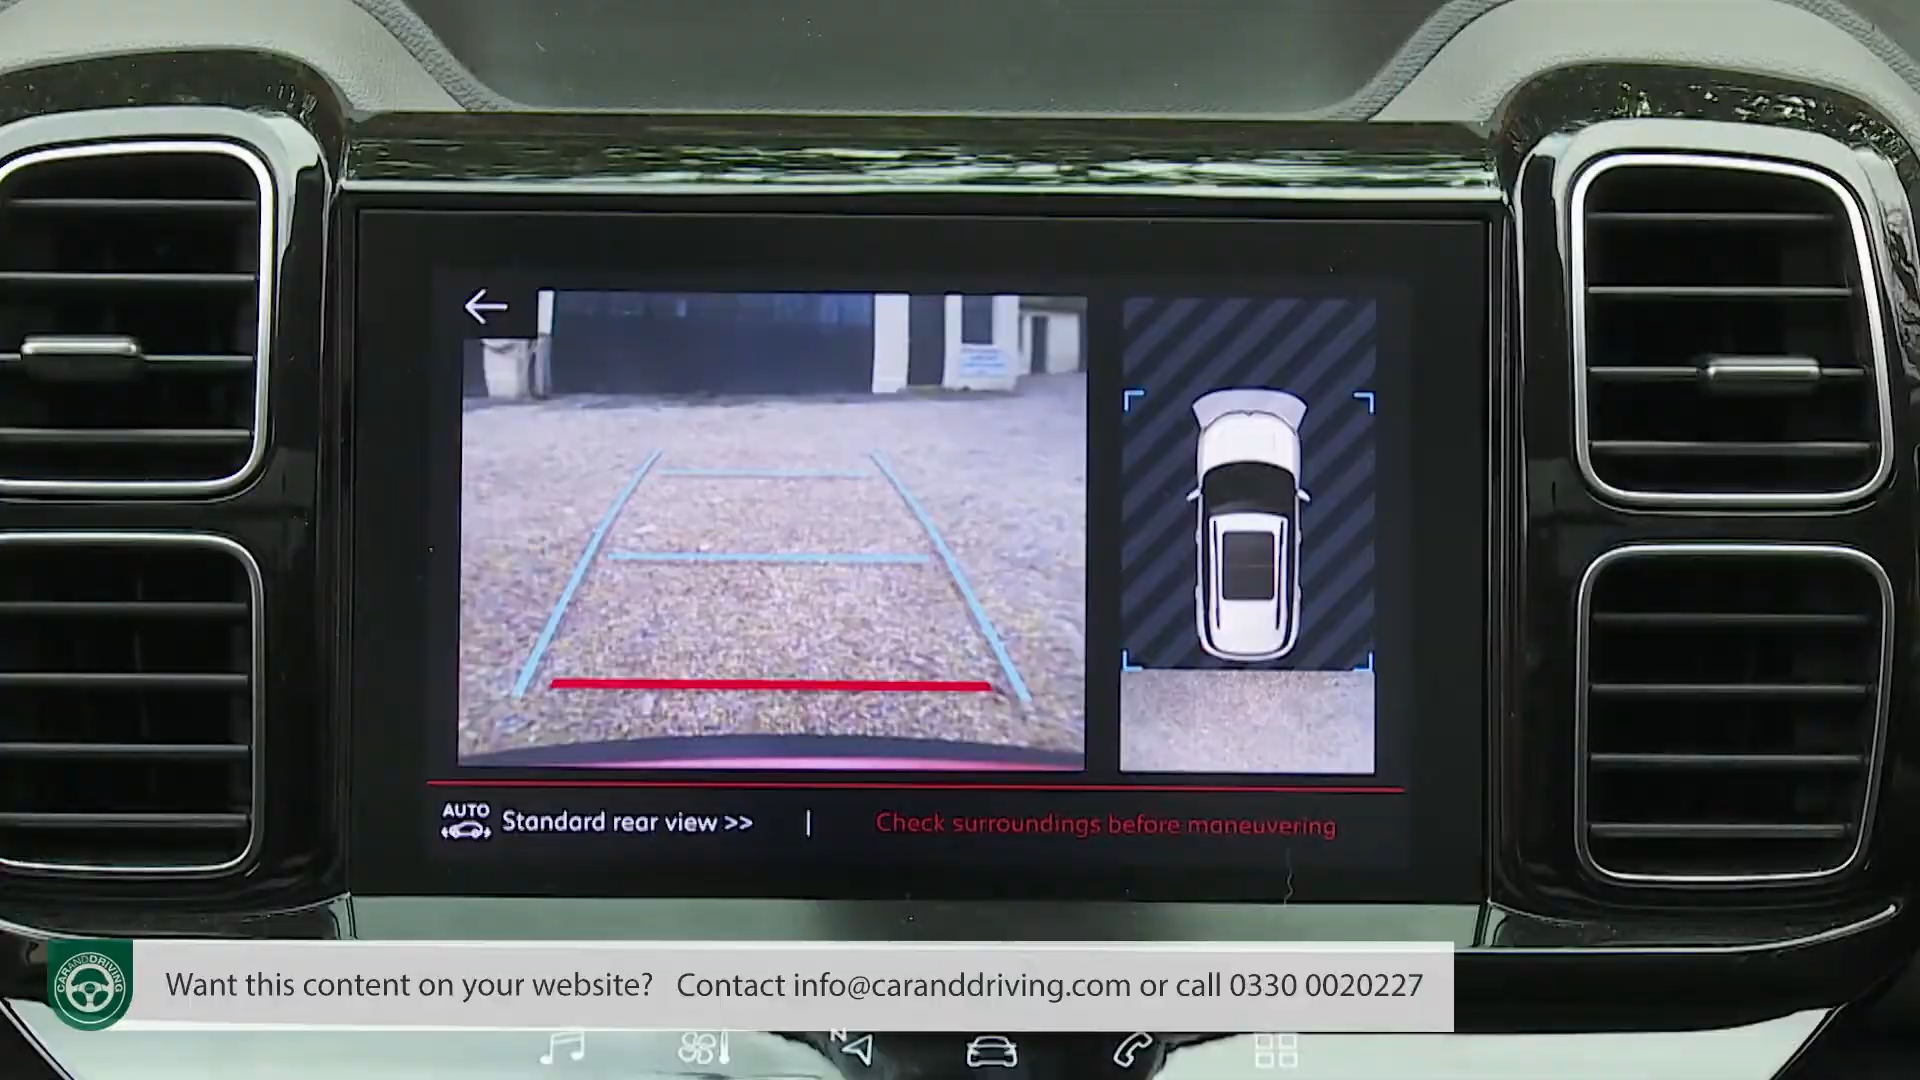 AUTO
Standard rear view >> | Check surroundings before maneuvering
CARANDDRIVING
Want this content on your website? Contact info@caranddriving.com or call 0330 0020227
N